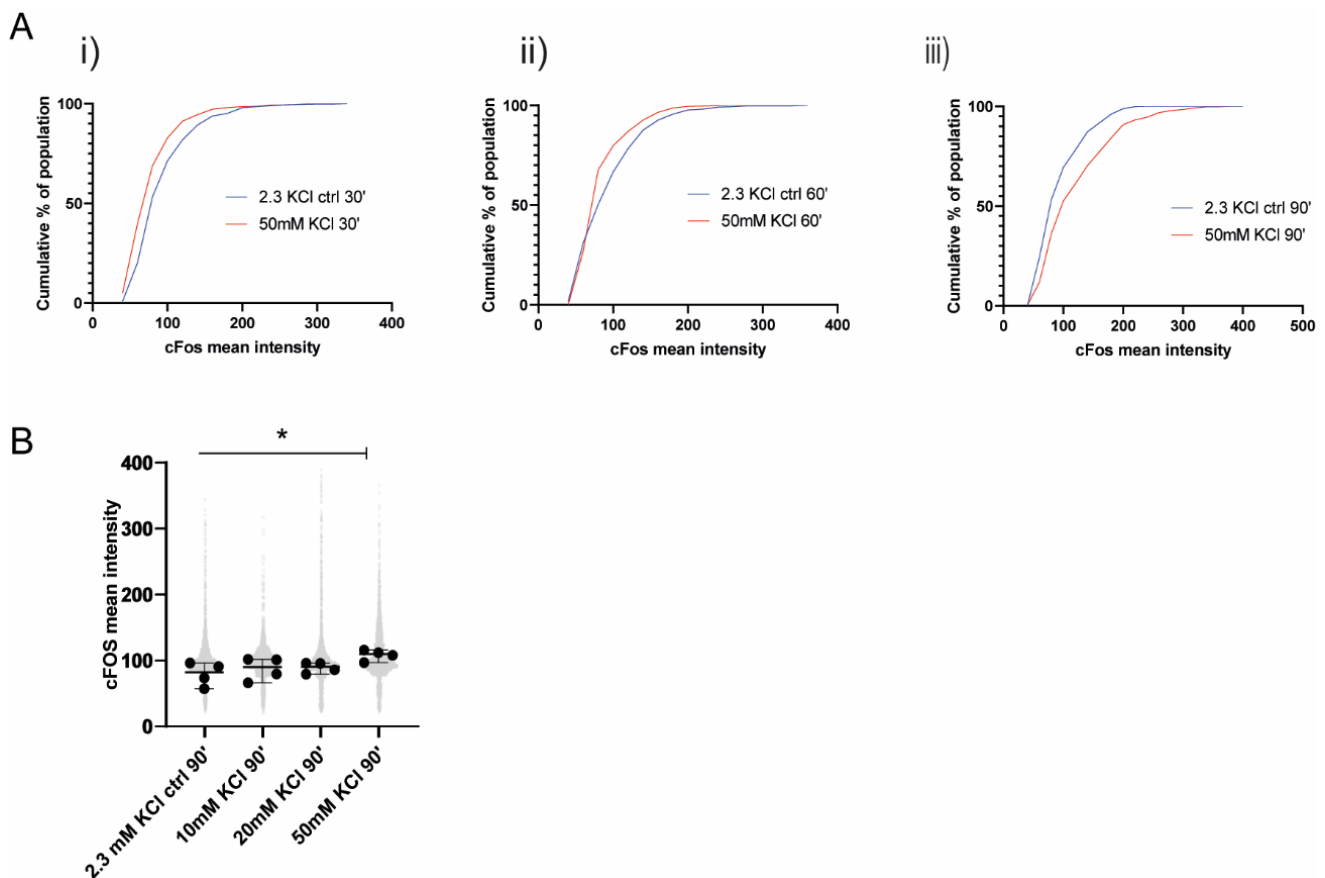 A
i)
ii)
iii)
Cumulative % of population
100
50
0
2.3 KCl ctrl 30'
50mM KCl 30'
0
100
200
300
400
cFos mean intensity
Cumulative % of population
100
50
0
2.3 KCl ctrl 60'
50mM KCl 60'
0
100
200
300
400
cFos mean intensity
Cumulative % of population
100
50
0
2.3 KCl ctrl 90'
50mM KCl 90'
0
100
200
300
400
500
cFos mean intensity
B
*
cFOS mean intensity
400
300
200
100
0
2.3 mM KCl ctrl 90'
10mM KCl 90'
20mM KCl 90'
50mM KCl 90'